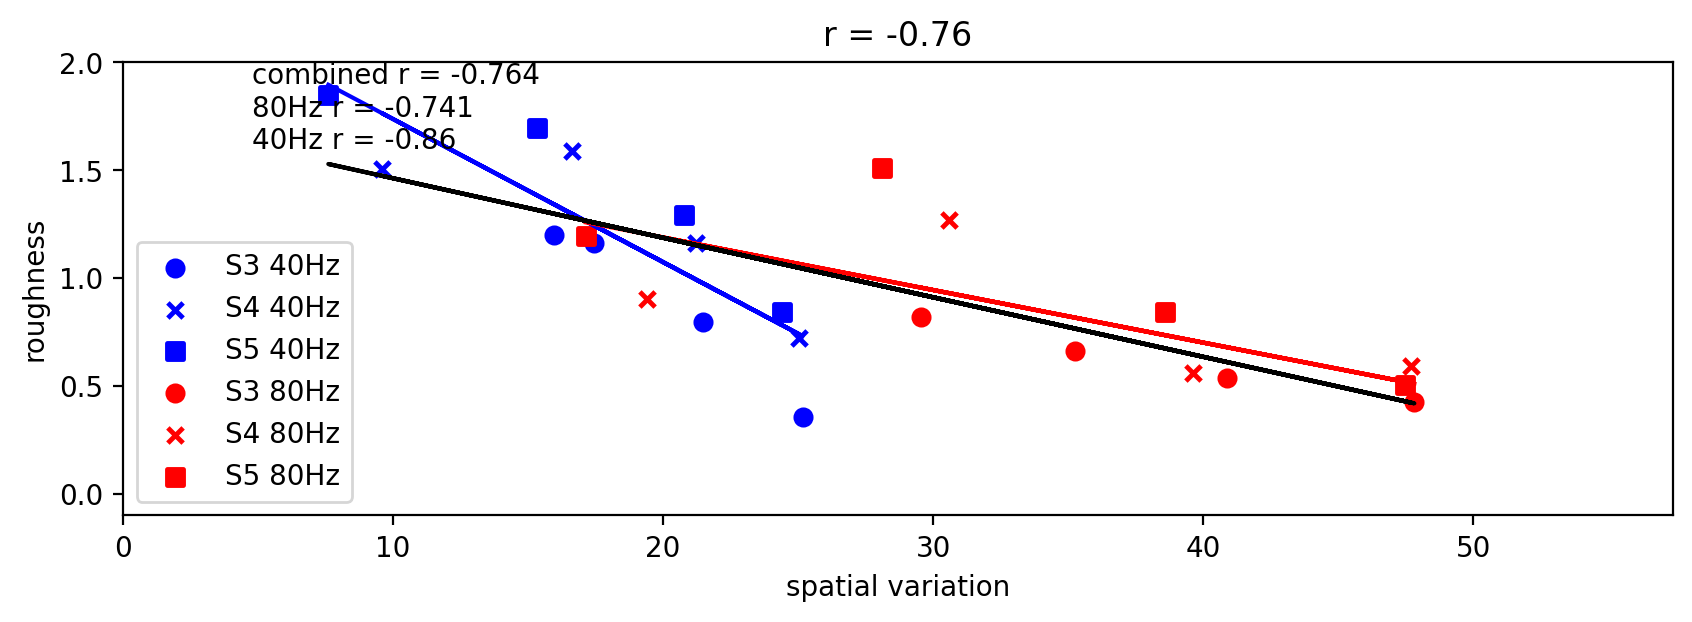 r = -0.76
combined r = -0.764
80Hz r = -0.741
40Hz r = -0.86
2.0
1.5
1.0
0.5
0.0
roughness
S3 40Hz
S4 40Hz
S5 40Hz
S3 80Hz
S4 80Hz
S5 80Hz
0 10 20 30 40 50
spatial variation